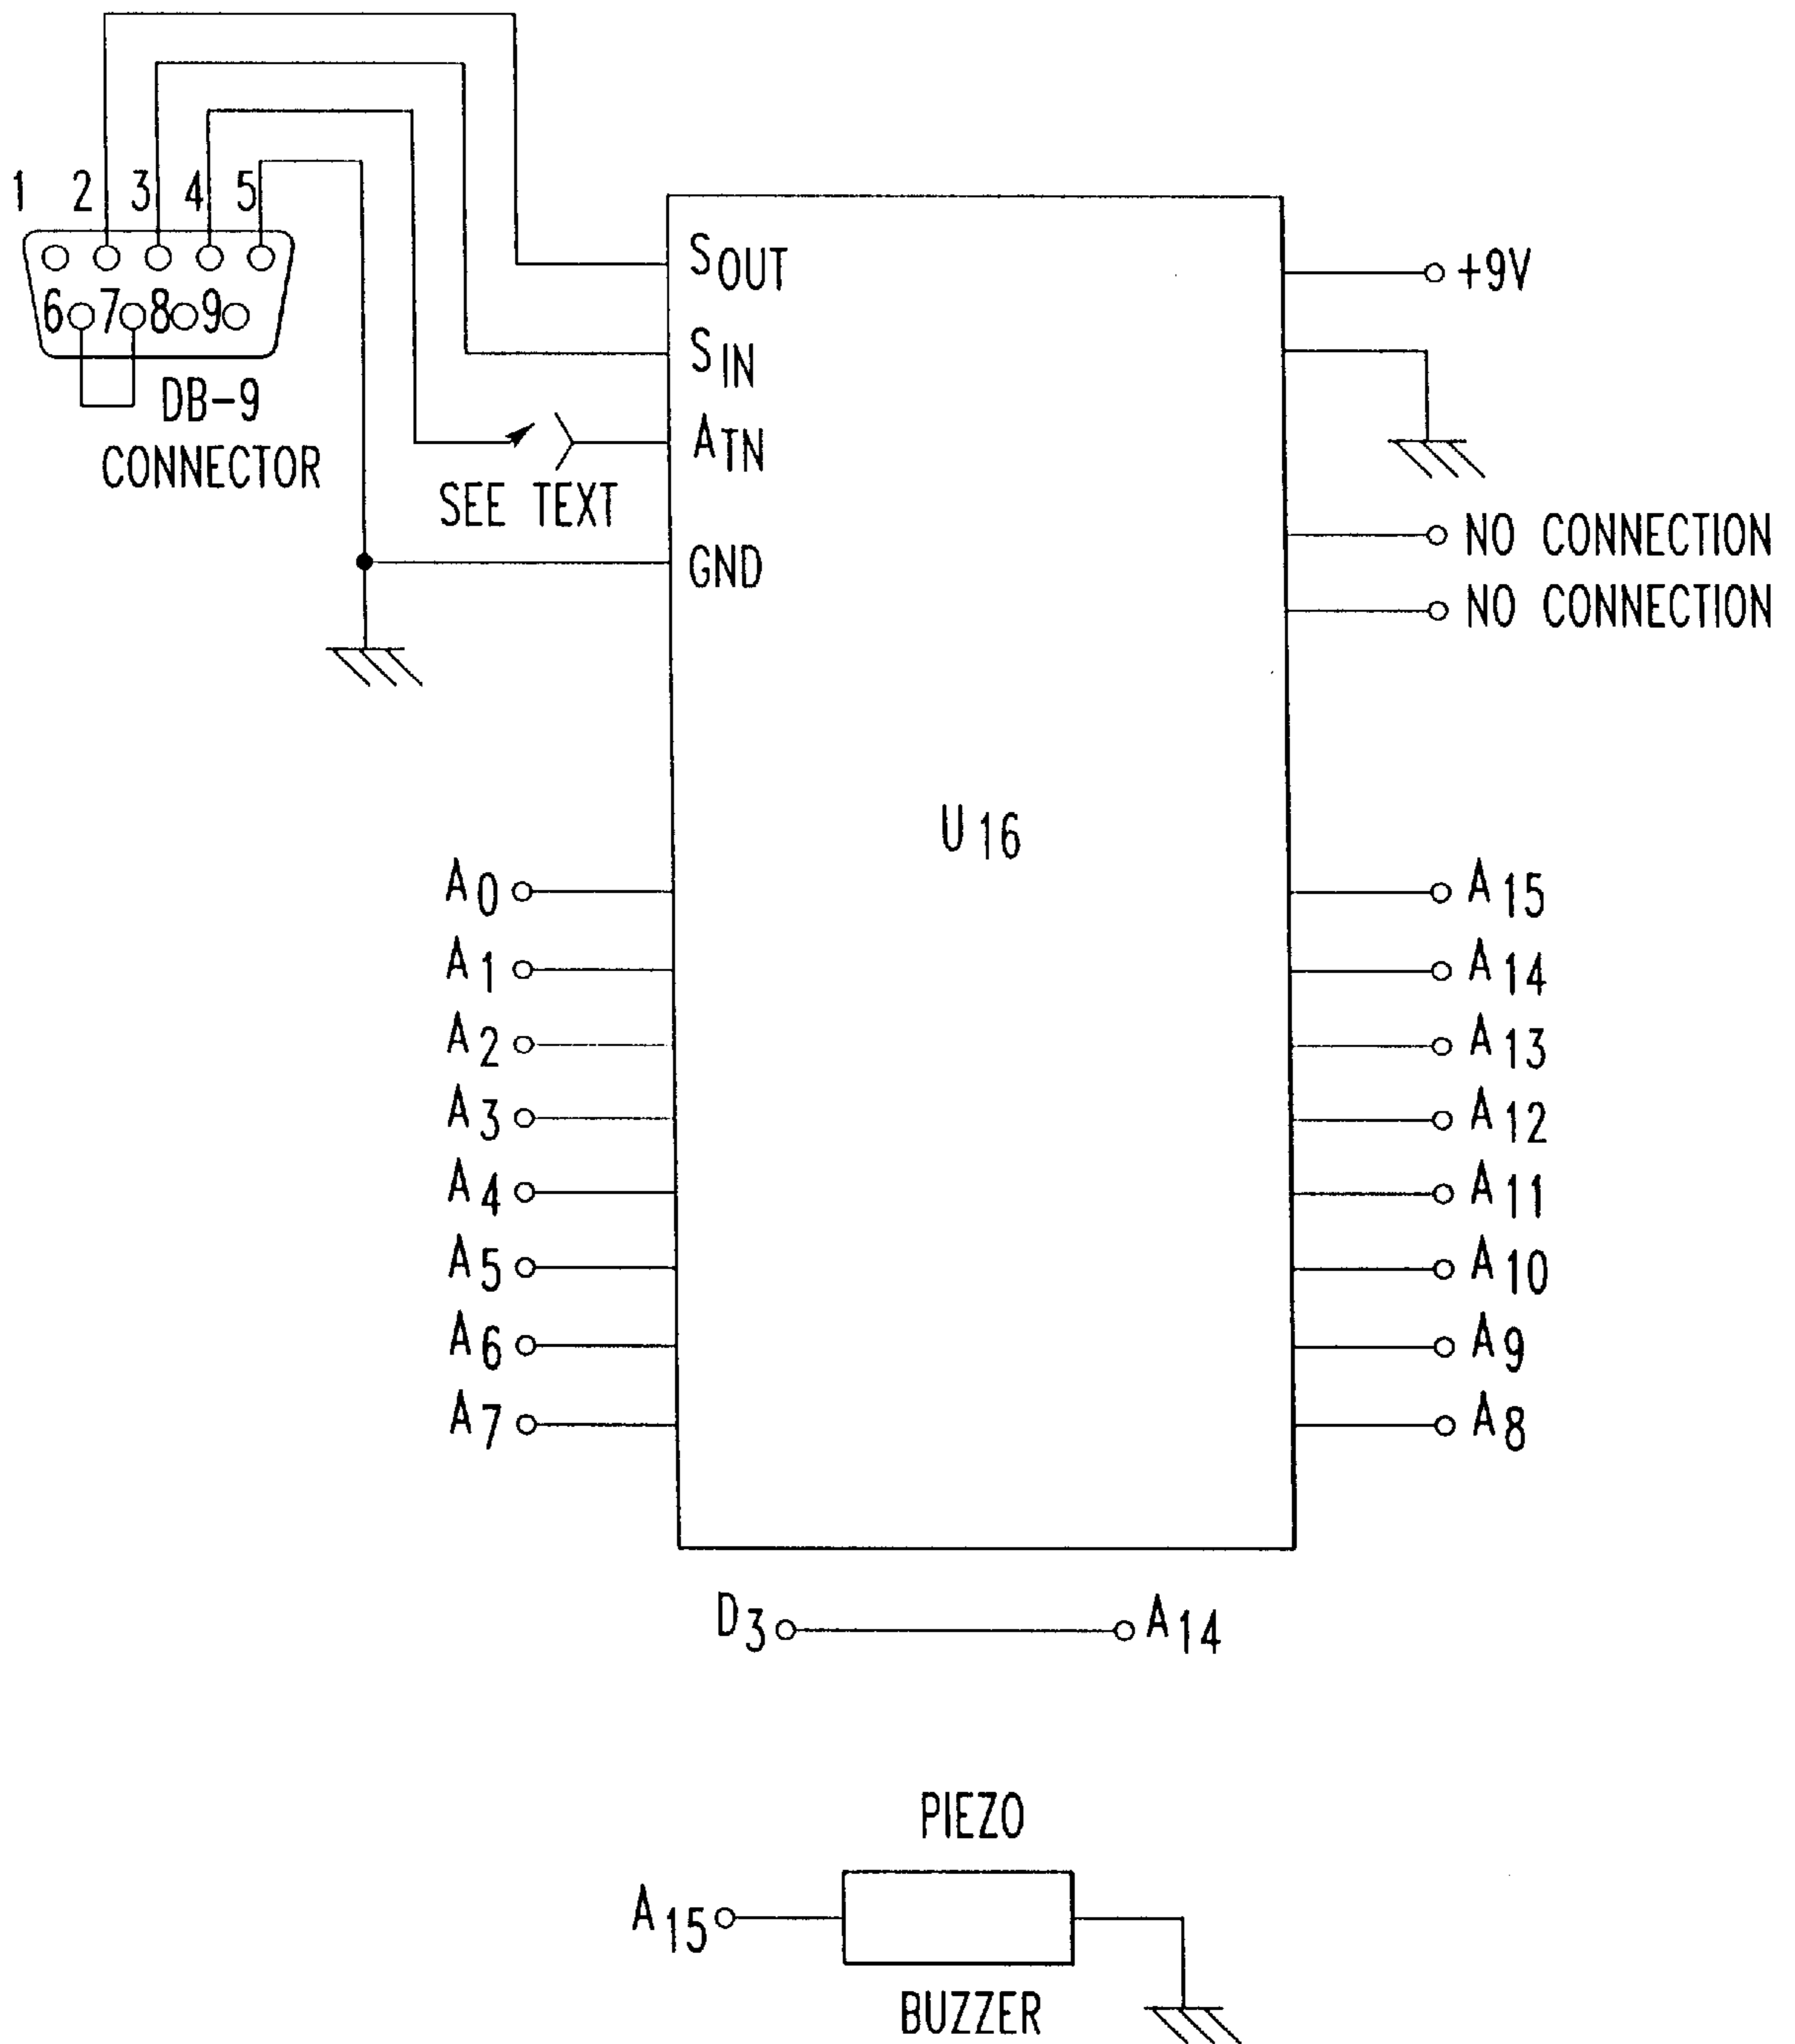 1 2 3 4 5
6 7 8 9
DB-9
CONNECTOR
SOUT
SIN
ATN
SEE TEXT
GND
+9V
NO CONNECTION
NO CONNECTION
U16
A0
A1
A2
A3
A4
A5
A6
A7
A15
A14
A13
A12
A11
A10
A9
A8
D3 A14
PIEZO
A15
BUZZER